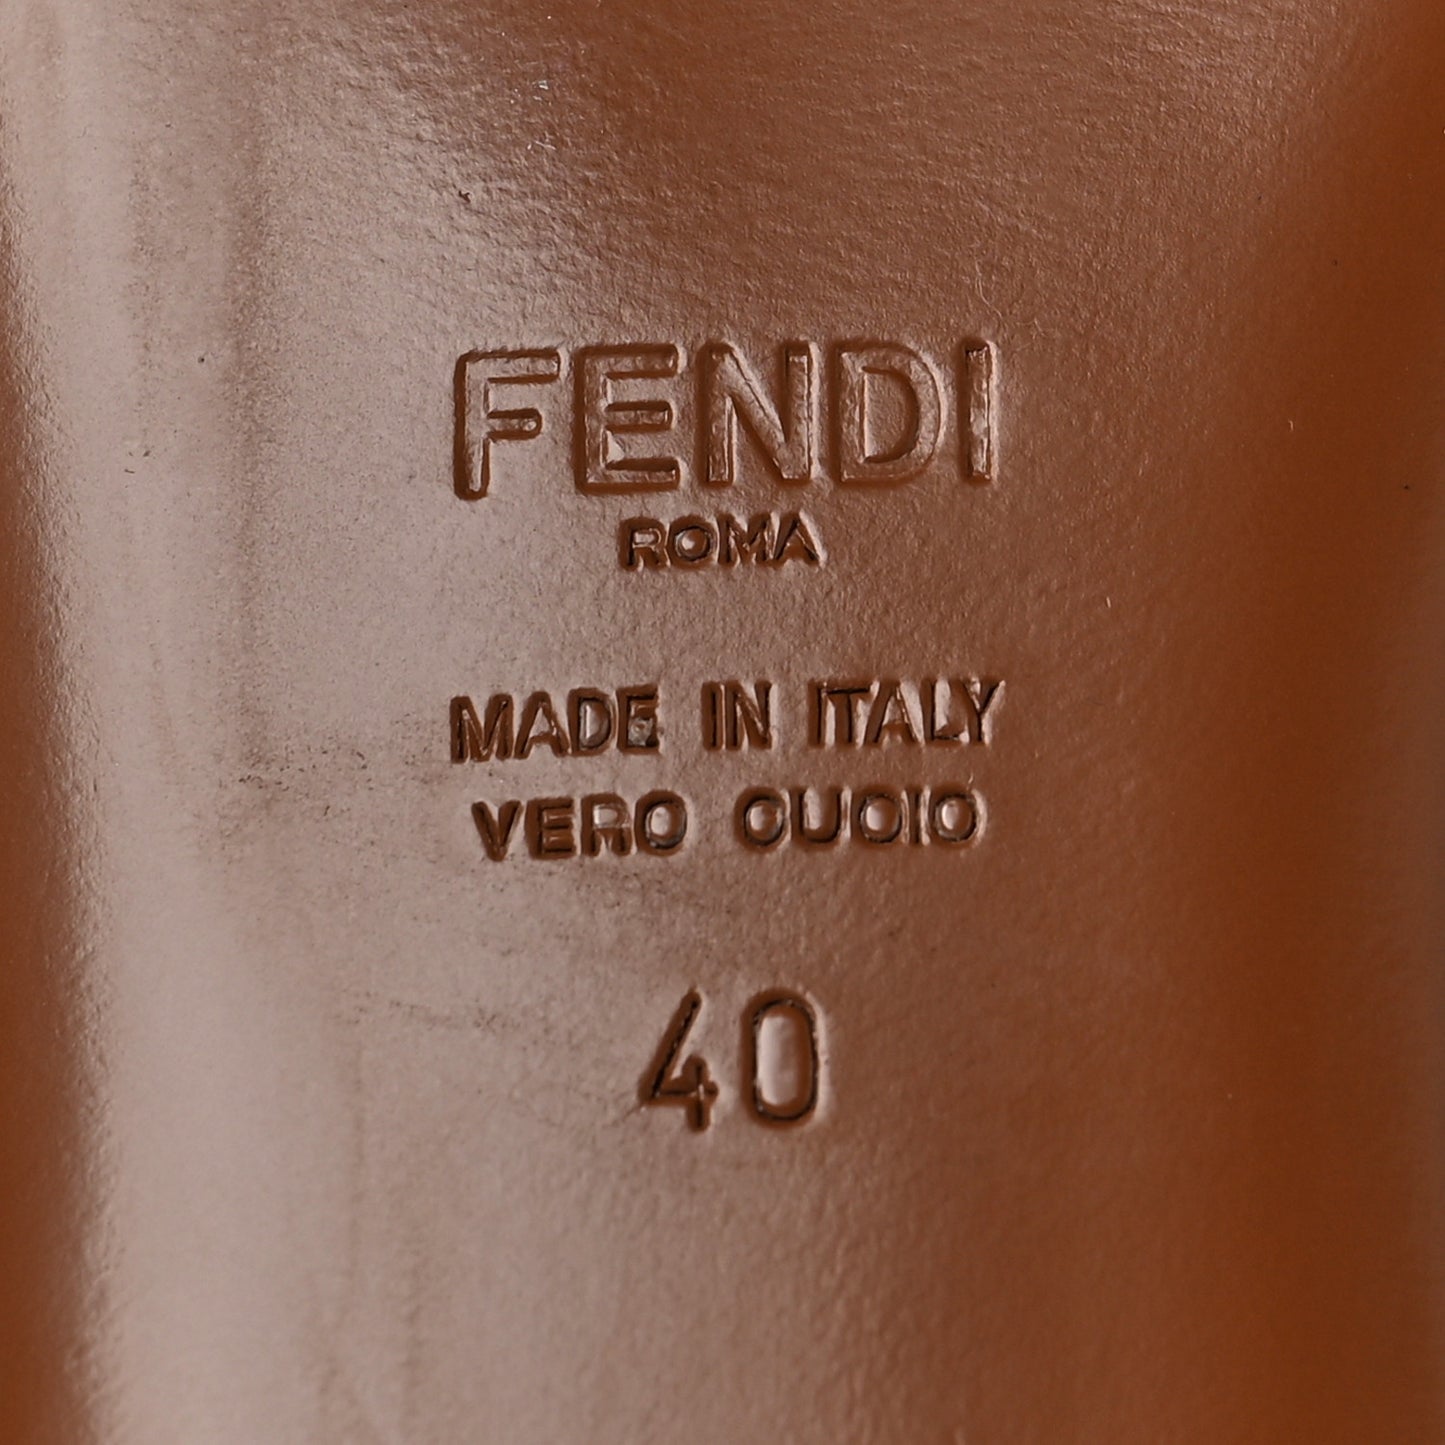 FENDI
ROMA
MADE IN ITALY
VERO CUOIO
40